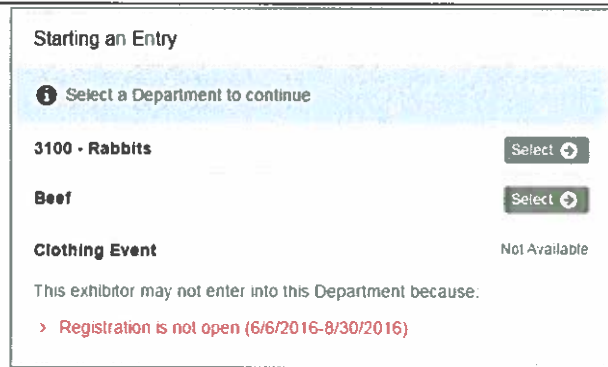 Starting an Entry
Select a Department to continue
3100 - Rabbits Select
Beef Select
Clothing Event Not Available
This exhibitor may not enter into this Department because:
> Registration is not open (6/6/2016-8/30/2016)